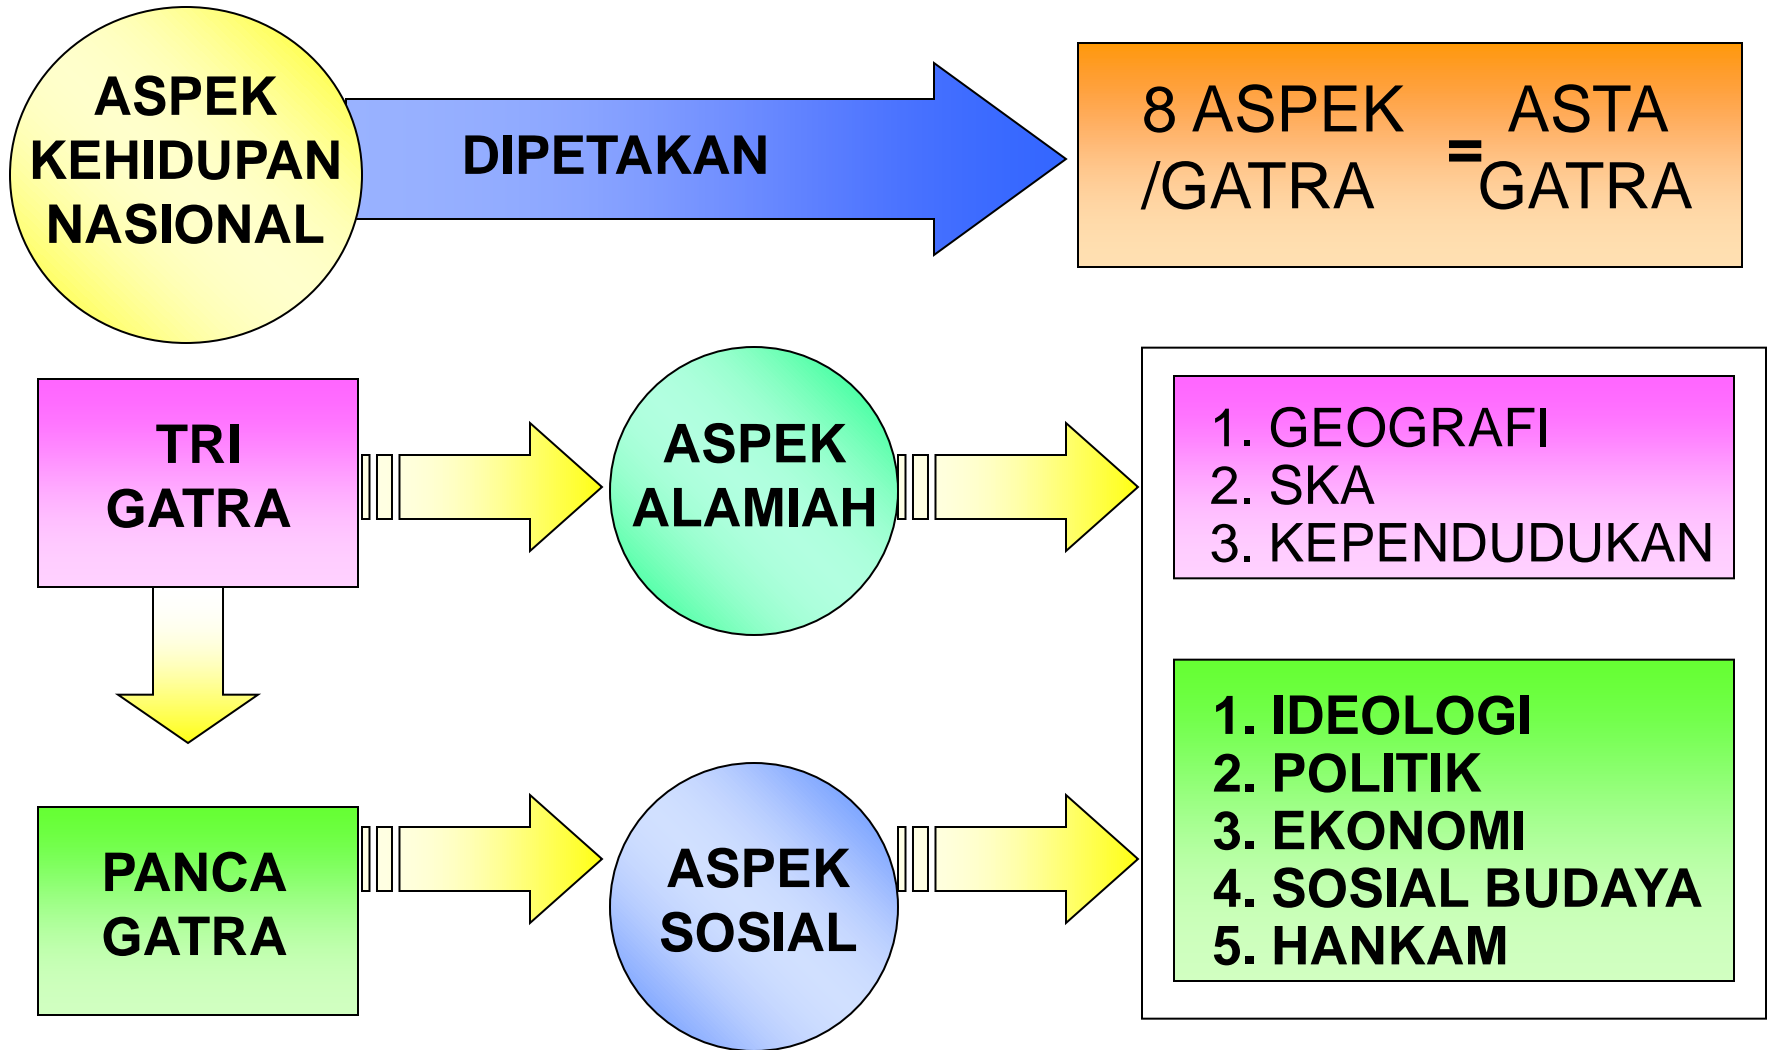 ASPEK
KEHIDUPAN
NASIONAL
DIPETAKAN
8 ASPEK = ASTA
/GATRA GATRA
TRI
GATRA
ASPEK
ALAMIAH
1. GEOGRAFI
2. SKA
3. KEPENDUDUKAN
PANCA
GATRA
ASPEK
SOSIAL
1. IDEOLOGI
2. POLITIK
3. EKONOMI
4. SOSIAL BUDAYA
5. HANKAM